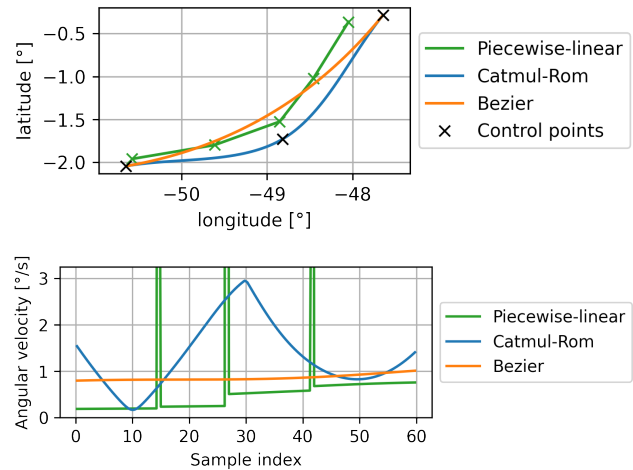 −0.5
−1.0
−1.5
−2.0
latitude [°]
−50
−49
−48
longitude [°]
Piecewise-linear
Catmul-Rom
Bezier
Control points
3
2
1
0
Angular velocity [°/s]
0
10
20
30
40
50
60
Sample index
Piecewise-linear
Catmul-Rom
Bezier